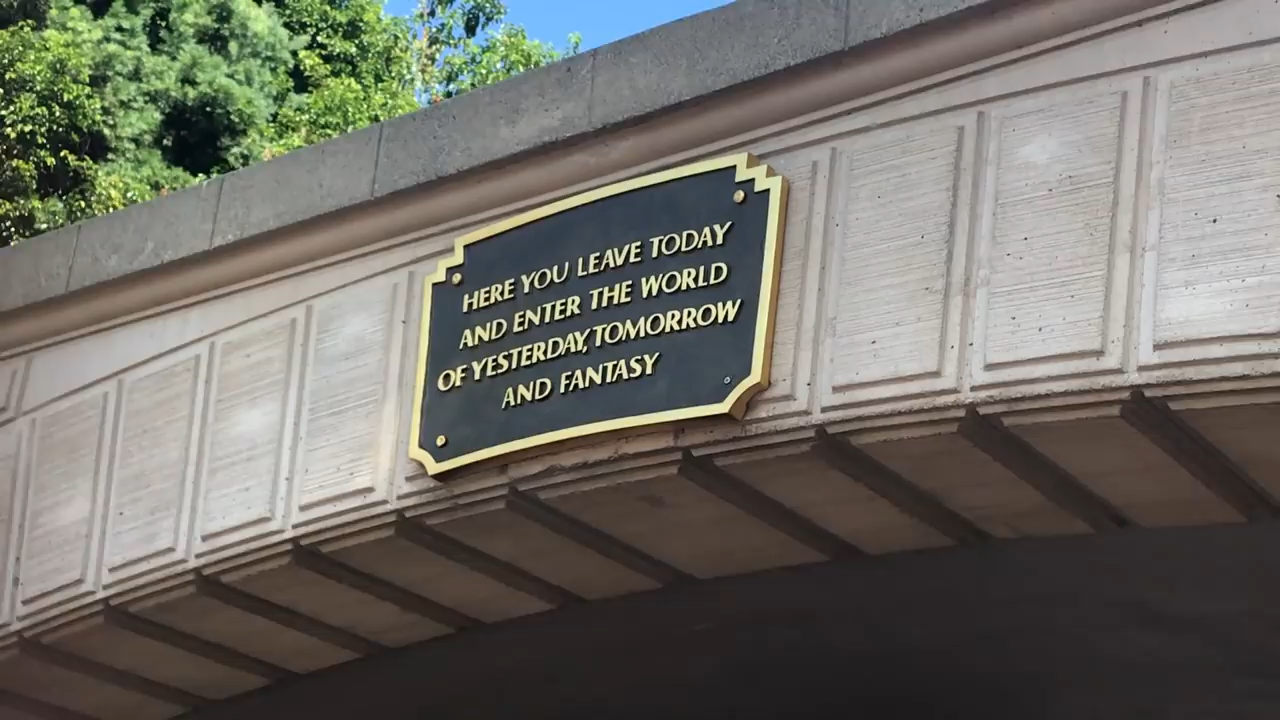 HERE YOU LEAVE TODAY
AND ENTER THE WORLD
OF YESTERDAY, TOMORROW
AND FANTASY